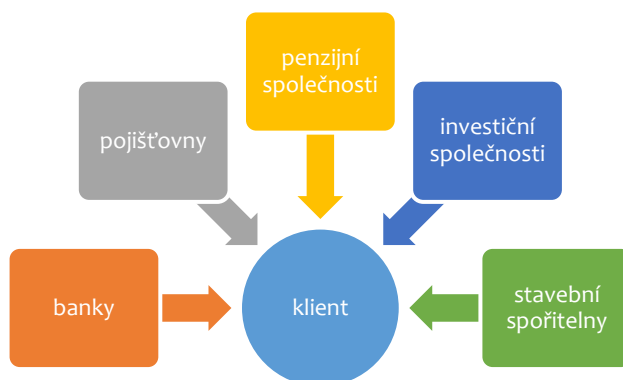 penzijní
společnosti
pojišťovny
investiční
společnosti
banky
klient
stavební
spořitelny